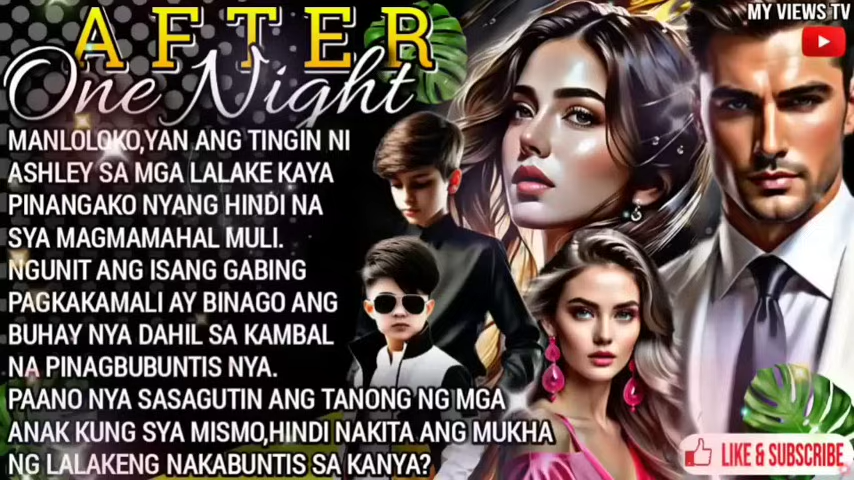 MY VIEWS TV
AFTER
One Night
MANLOLOKO,YAN ANG TINGIN NI
ASHLEY SA MGA LALAKE KAYA
PINANGAKO NYANG HINDI NA
SYA MAGMAMAHAL MULI.
NGUNIT ANG ISANG GABING
PAGKAKAMALI AY BINAGO ANG
BUHAY NYA DAHIL SA KAMBAL
NA PINAGBUBUNTIS NYA.
PAANO NYA SASAGUTIN ANG TANONG NG MGA
ANAK KUNG SYA MISMO,HINDI NAKITA ANG MUKHA
NG LALAKENG NAKABUNTIS SA KANYA?
LIKE & SUBSCRIBE